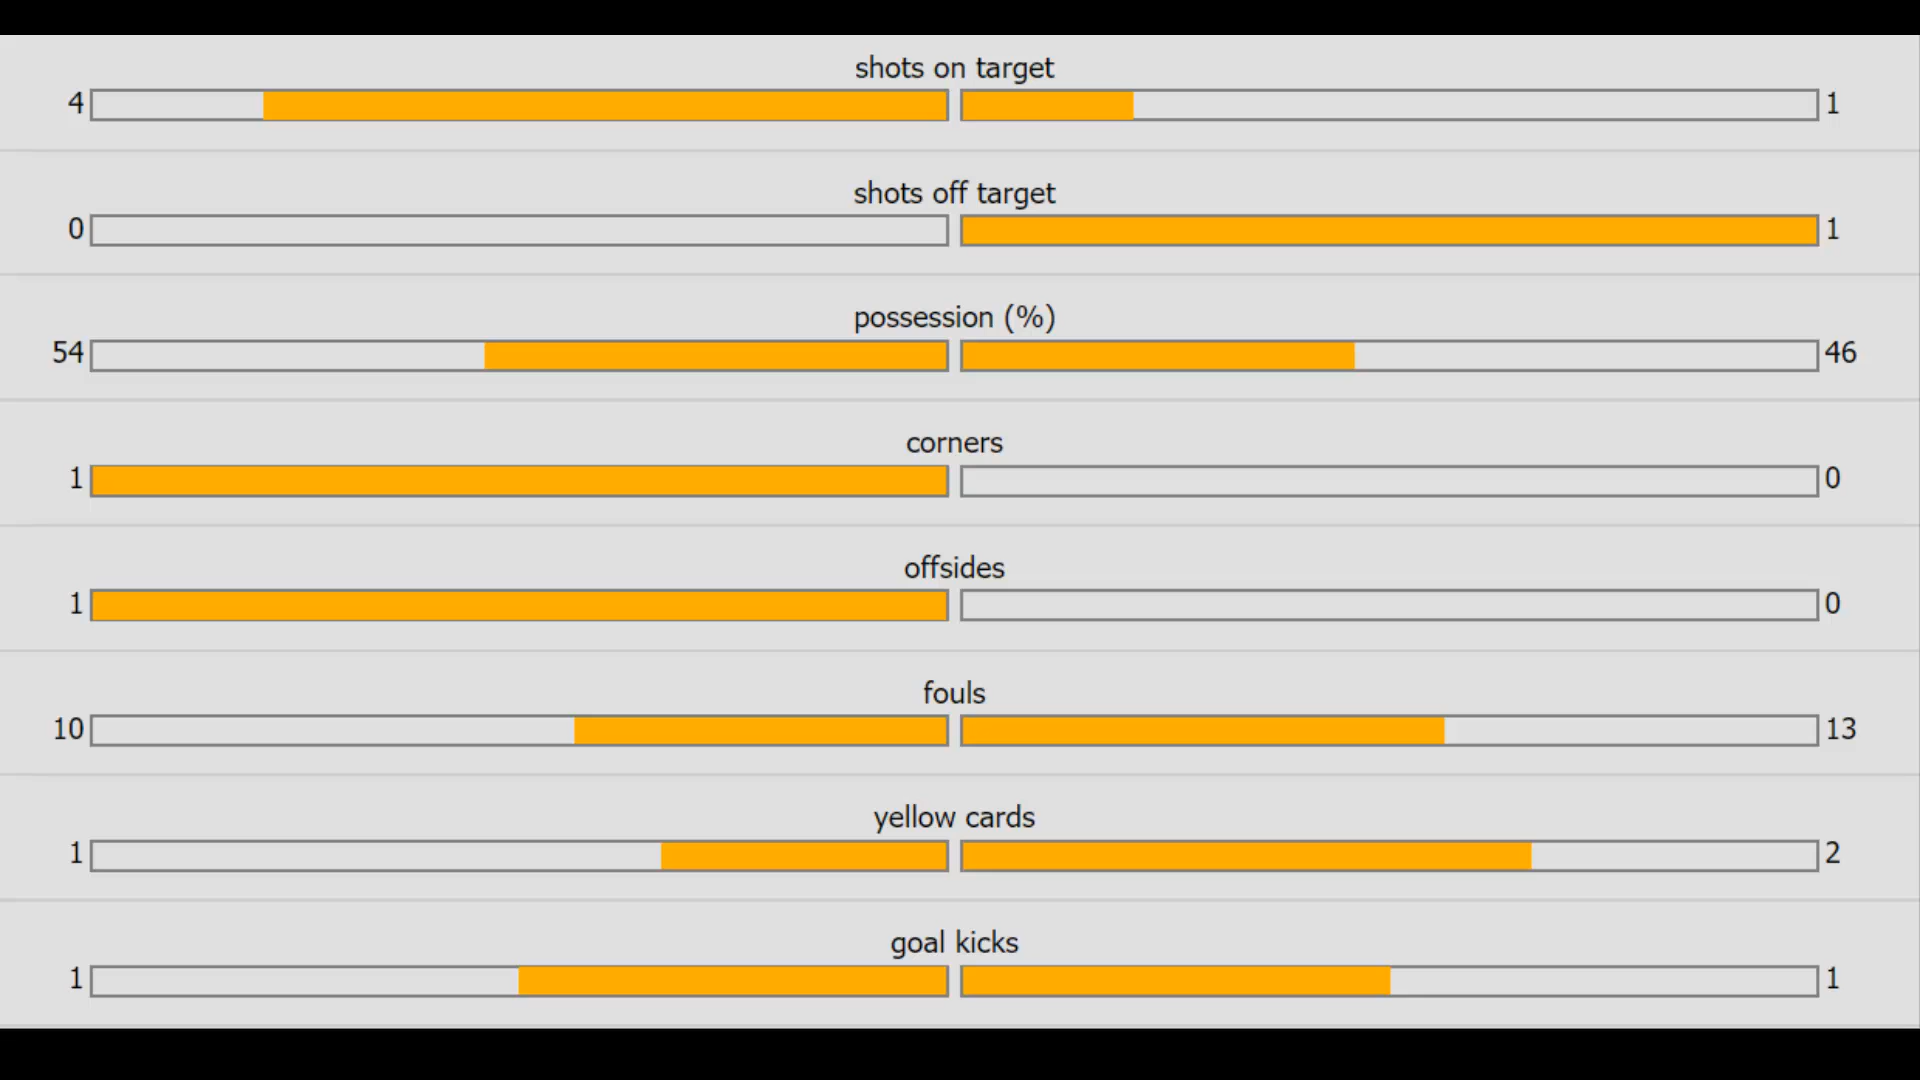 shots on target
4 1
shots off target
0 1
possession (%)
54 46
corners
1 0
offsides
1 0
fouls
10 13
yellow cards
1 2
goal kicks
1 1